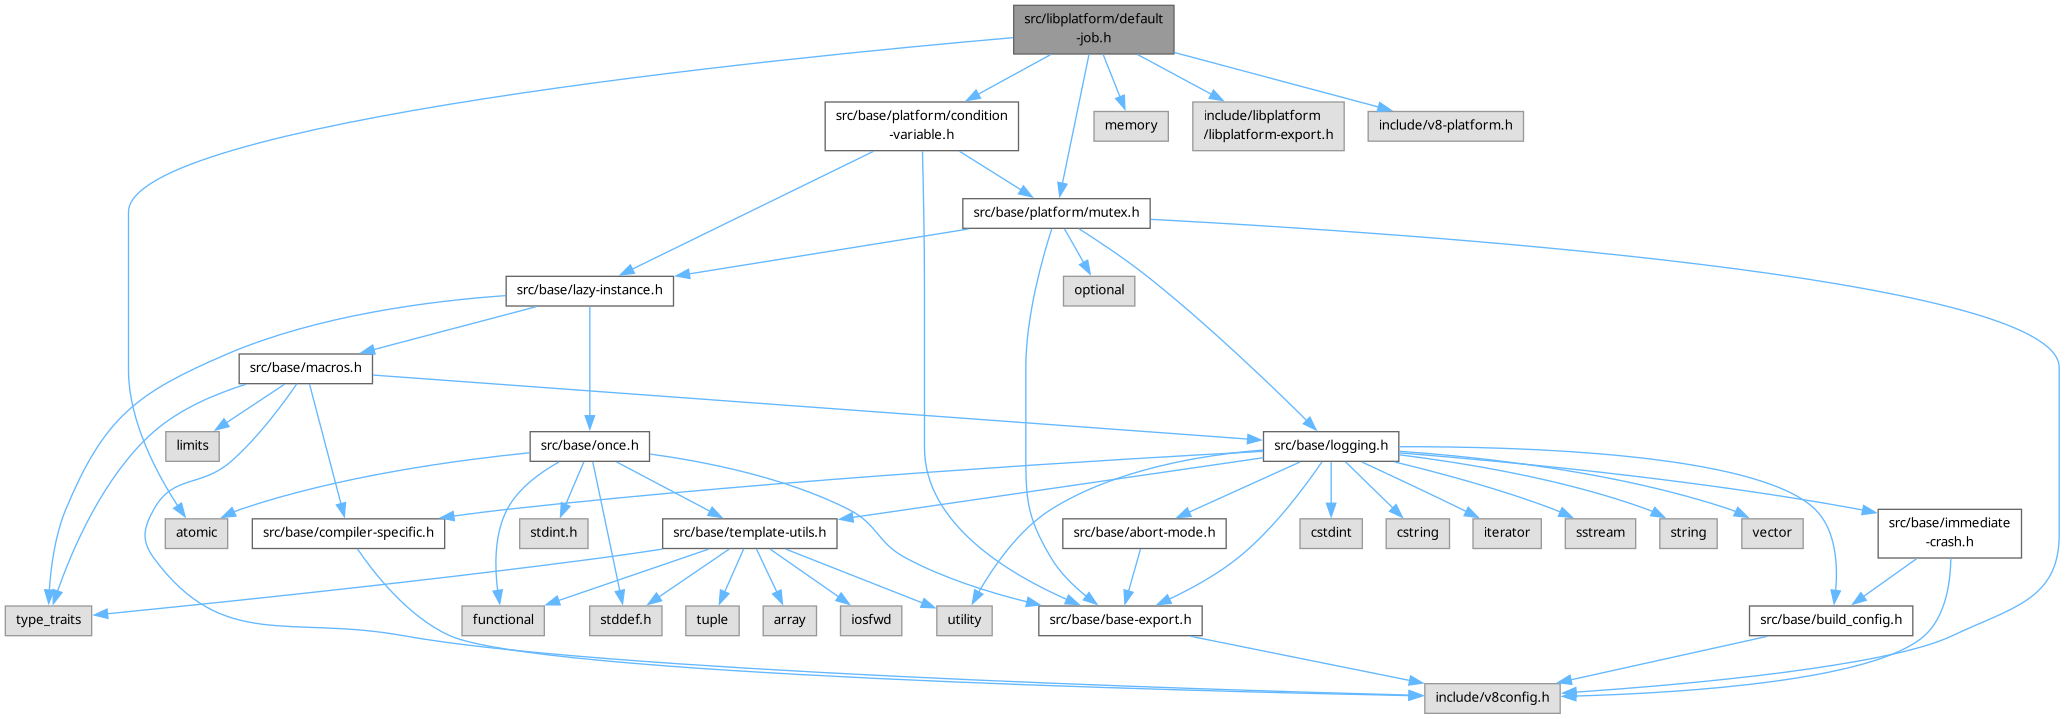 src/libplatform/default
-job.h
src/base/platform/condition
-variable.h
memory
include/libplatform
/libplatform-export.h
include/v8-platform.h
src/base/platform/mutex.h
src/base/lazy-instance.h
optional
src/base/macros.h
limits
src/base/once.h
src/base/logging.h
atomic
src/base/compiler-specific.h
stdint.h
src/base/template-utils.h
src/base/abort-mode.h
cstdint
cstring
iterator
sstream
string
vector
src/base/immediate
-crash.h
type_traits
functional
stddef.h
tuple
array
iosfwd
utility
src/base/base-export.h
src/base/build_config.h
include/v8config.h